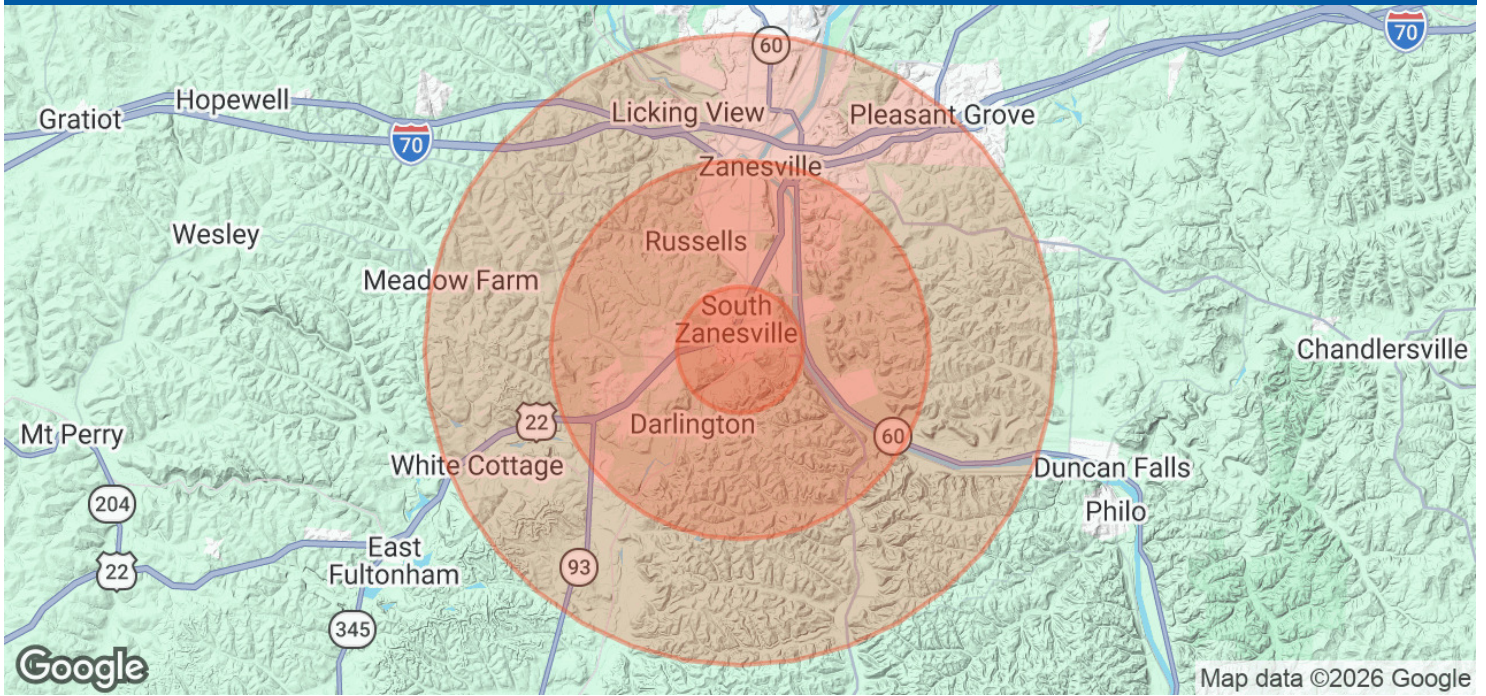 60
70
Hopewell
Gratiot
Licking View
Pleasant Grove
70
Zanesville
Wesley
Russells
Meadow Farm
South
Zanesville
Chandlersville
22
Darlington
Mt Perry
60
White Cottage
Duncan Falls
204
Philo
East
Fultonham
22
93
345
Google
Map data ©2026 Google